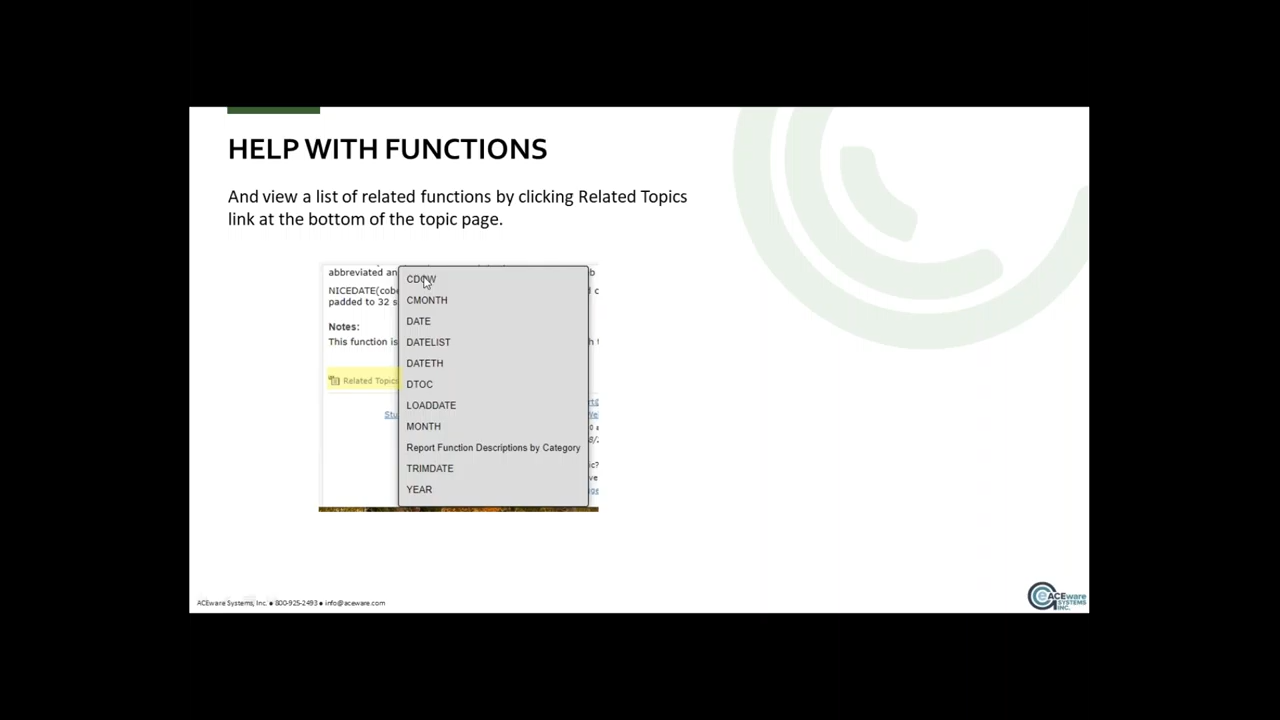 HELP WITH FUNCTIONS
And view a list of related functions by clicking Related Topics
link at the bottom of the topic page.
abbreviated an
NICEDATE(cobe
padded to 32 s
Notes:
This function is
Related Topics
Stu
CDOW
CMONTH
DATE
DATELIST
DATETH
DTOC
LOADDATE
MONTH
Report Function Descriptions by Category
TRIMDATE
YEAR
ACEware Systems, Inc. ● 800-925-2493 ● info@aceware.com
ACEware
SYSTEMS
INC.